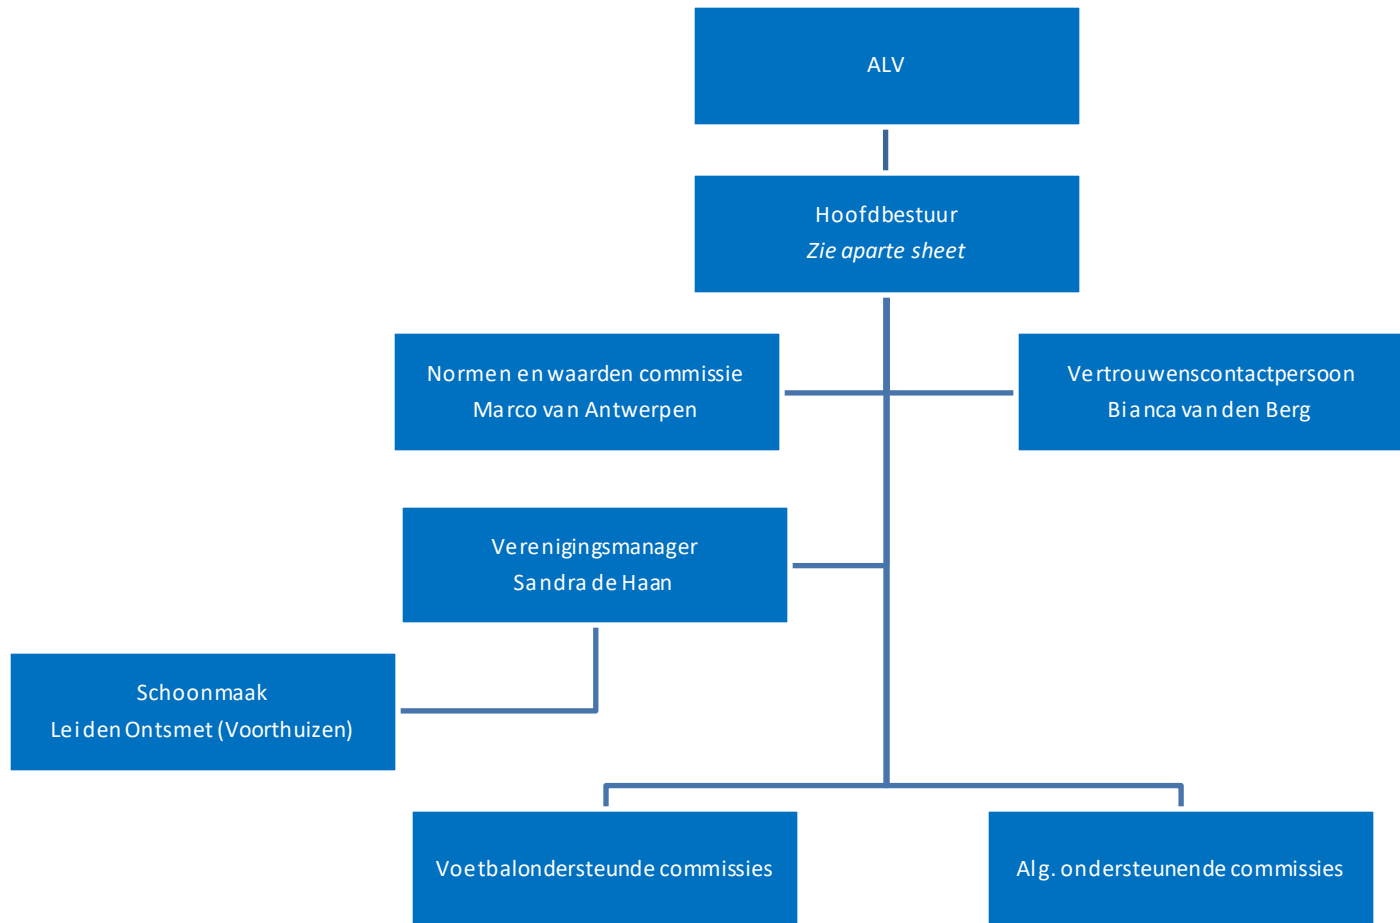 ALV
Hoofdbestuur
Zie aparte sheet
Normen en waarden commissie
Marco van Antwerpen
Vertrouwenscontactpersoon
Bianca van den Berg
Verenigingsmanager
Sandra de Haan
Schoonmaak
Leiden Ontsmet (Voorthuizen)
Voetbalondersteunde commissies
Alg. ondersteunende commissies